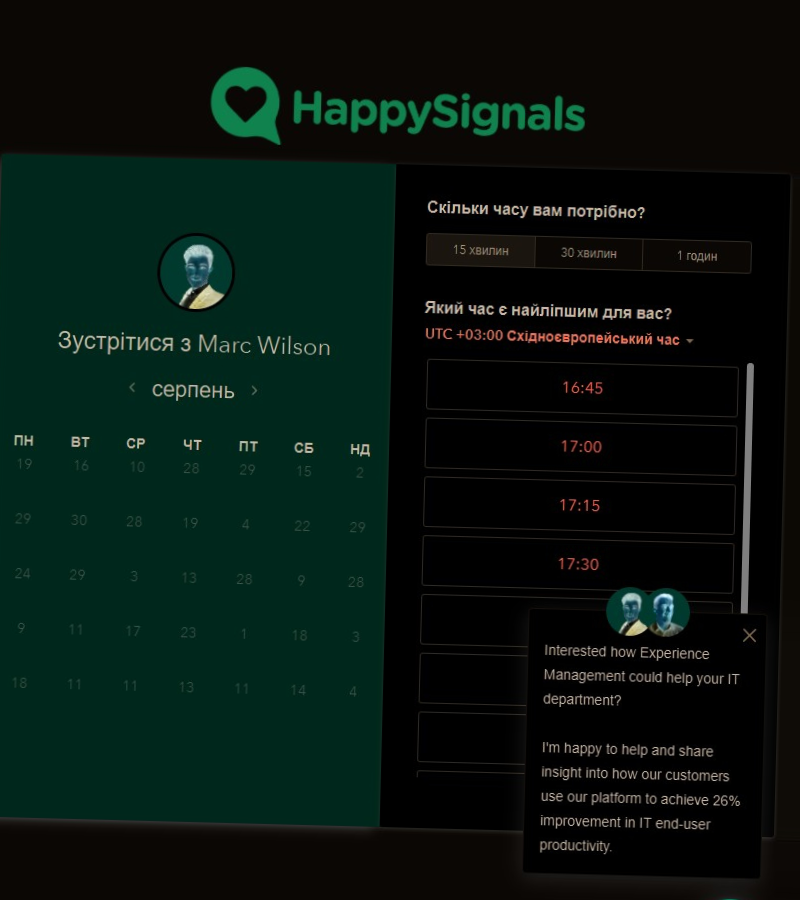 HappySignals
Зустрітися з Marc Wilson
серпень
ПН ВТ СР ЧТ ПТ СБ НД
19 16 10 28 29 15 2
29 30 28 19 4 22 29
24 29 3 13 28 9 28
9 11 17 23 1 18 3
18 11 11 13 11 14 4
Скільки часу вам потрібно?
15 хвилин 30 хвилин 1 годин
Який час є найліпшим для вас?
UTC +03:00 Східноєвропейський час
16:45
17:00
17:15
17:30
Interested how Experience
Management could help your IT
department?
I'm happy to help and share
insight into how our customers
use our platform to achieve 26%
improvement in IT end-user
productivity.